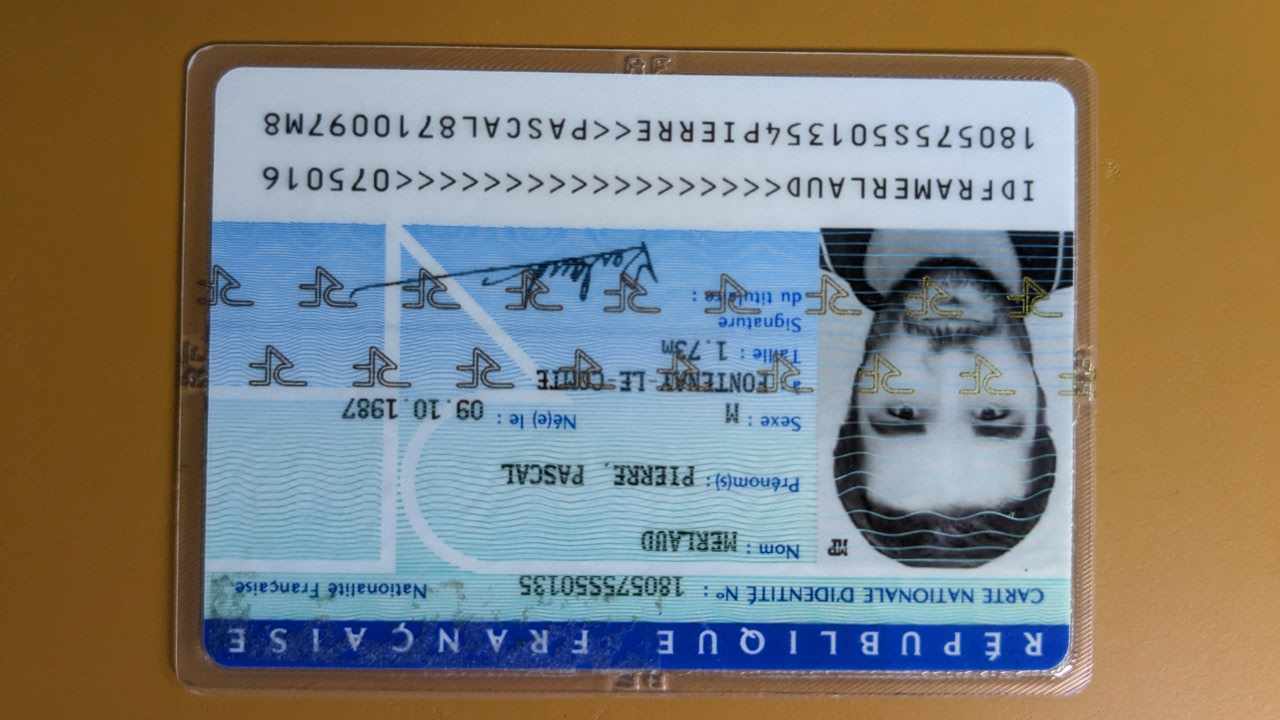 RÉPUBLIQUE FRANÇAISE
CARTE NATIONALE D'IDENTITÉ Nº : 180575S50135 Nationalité Française
MP
Nom : MERLAUD
Prénom(s) : PIERRE, PASCAL
Sexe : M Né(e) le : 09.10.1987
à FONTENAY-LE-COMTE
Taille : 1.73m
Signature
du titulaire :
Merlaud
RF RF RF RF RF RF RF RF
RF RF RF RF RF RF RF RF RF
IDFRAMERLAUD<<<<<<<<<<<<<<<<<<075016
180575S501354PIERRE<<PASCAL8710097M8